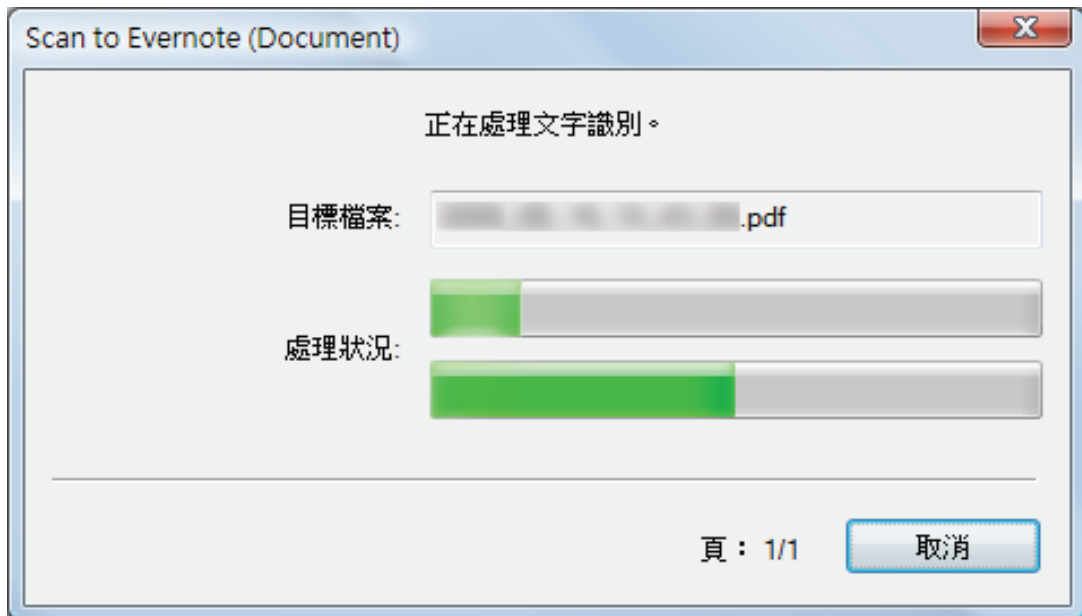 Scan to Evernote (Document)
正在處理文字識別。
目標檔案: .pdf
處理狀況:
頁： 1/1
取消